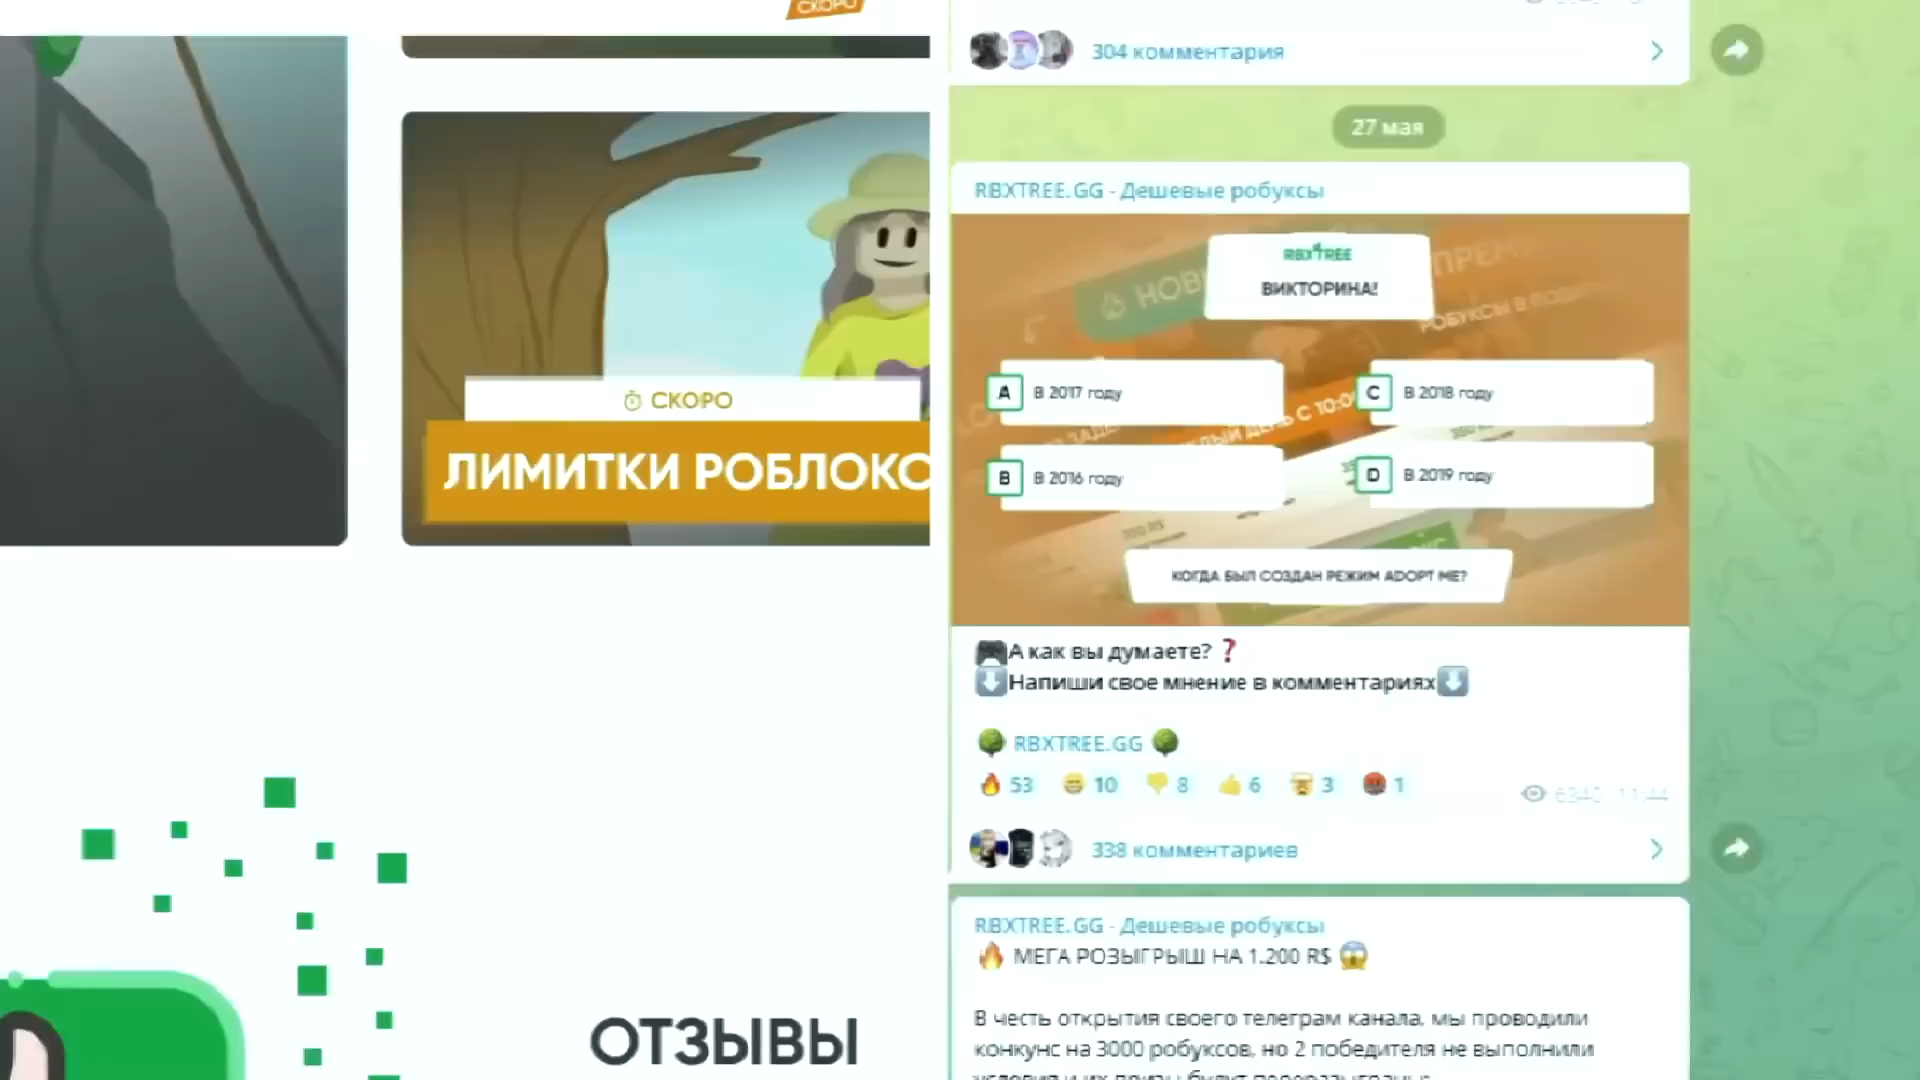 СКОРО
СКОРО
ЛИМИТКИ РОБЛОКС
ОТЗЫВЫ
304 комментария
27 мая
RBXTREE.GG - Дешевые робуксы
RBXTREE
ВИКТОРИНА!
A В 2017 году
C В 2018 году
B В 2016 году
D В 2019 году
КОГДА БЫЛ СОЗДАН РЕЖИМ ADOPT ME?
А как вы думаете?❓
Напиши свое мнение в комментариях
RBXTREE.GG
53 10 8 6 3 1
11:44
338 комментариев
RBXTREE.GG - Дешевые робуксы
МЕГА РОЗЫГРЫШ НА 1.200 R$
В честь открытия своего телеграм канала, мы проводили
конкунс на 3000 робуксов, но 2 победителя не выполнили